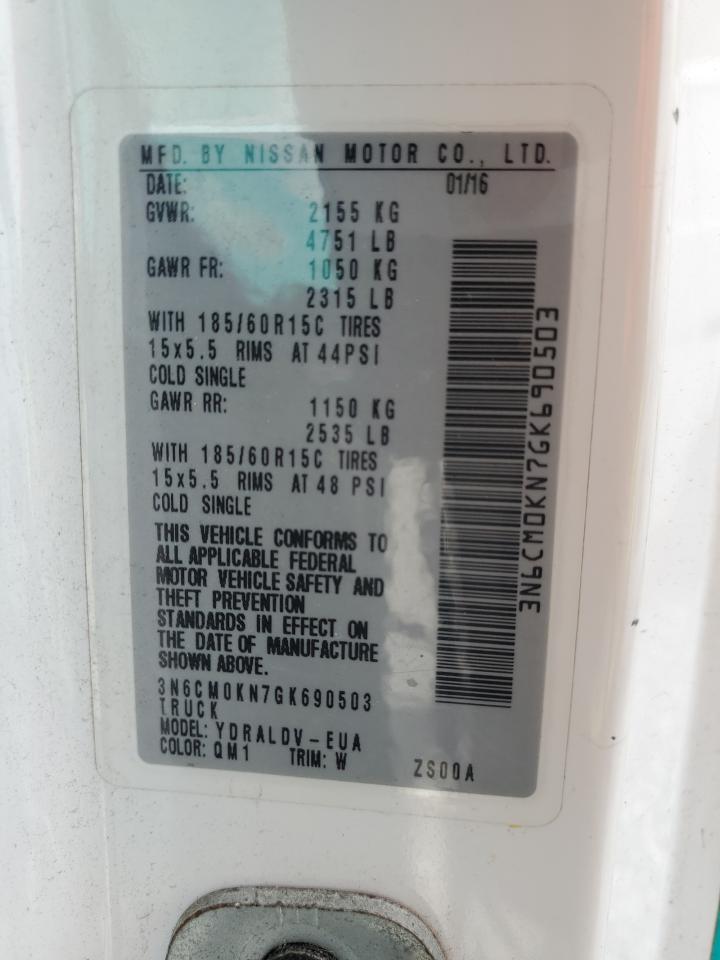 MFD. BY NISSAN MOTOR CO., LTD.
DATE: 01/16
GVWR: 2155 KG
4751 LB
GAWR FR: 1050 KG
2315 LB
WITH 185/60R15C TIRES
15x5.5 RIMS AT 44PSI
COLD SINGLE
GAWR RR: 1150 KG
2535 LB
WITH 185/60R15C TIRES
15x5.5 RIMS AT 48 PSI
COLD SINGLE
THIS VEHICLE CONFORMS TO
ALL APPLICABLE FEDERAL
MOTOR VEHICLE SAFETY AND
THEFT PREVENTION
STANDARDS IN EFFECT ON
THE DATE OF MANUFACTURE
SHOWN ABOVE.
3N6CM0KN7GK690503
TRUCK
MODEL: YDRALDV-EUA
COLOR: QM1 TRIM: W ZS00A
3N6CM0KN7GK690503